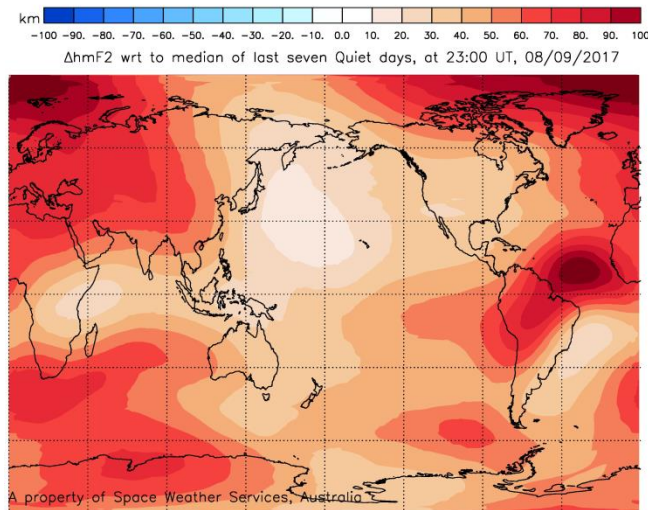 km
-100 -90. -80. -70. -60. -50. -40. -30. -20. -10. 0.0 10. 20. 30. 40. 50. 60. 70. 80. 90. 100
ΔhmF2 wrt to median of last seven Quiet days, at 23:00 UT, 08/09/2017
A property of Space Weather Services, Australia